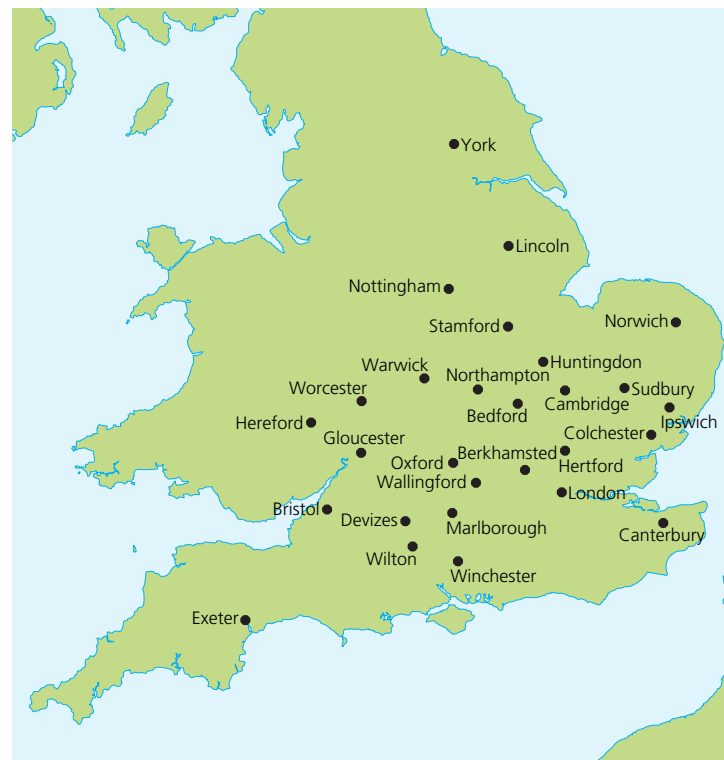 York
Lincoln
Nottingham
Stamford
Norwich
Huntingdon
Warwick
Northampton
Sudbury
Worcester
Bedford
Cambridge
Ipswich
Hereford
Colchester
Gloucester
Berkhamsted
Oxford
Hertford
Wallingford
London
Bristol
Devizes
Marlborough
Canterbury
Wilton
Winchester
Exeter